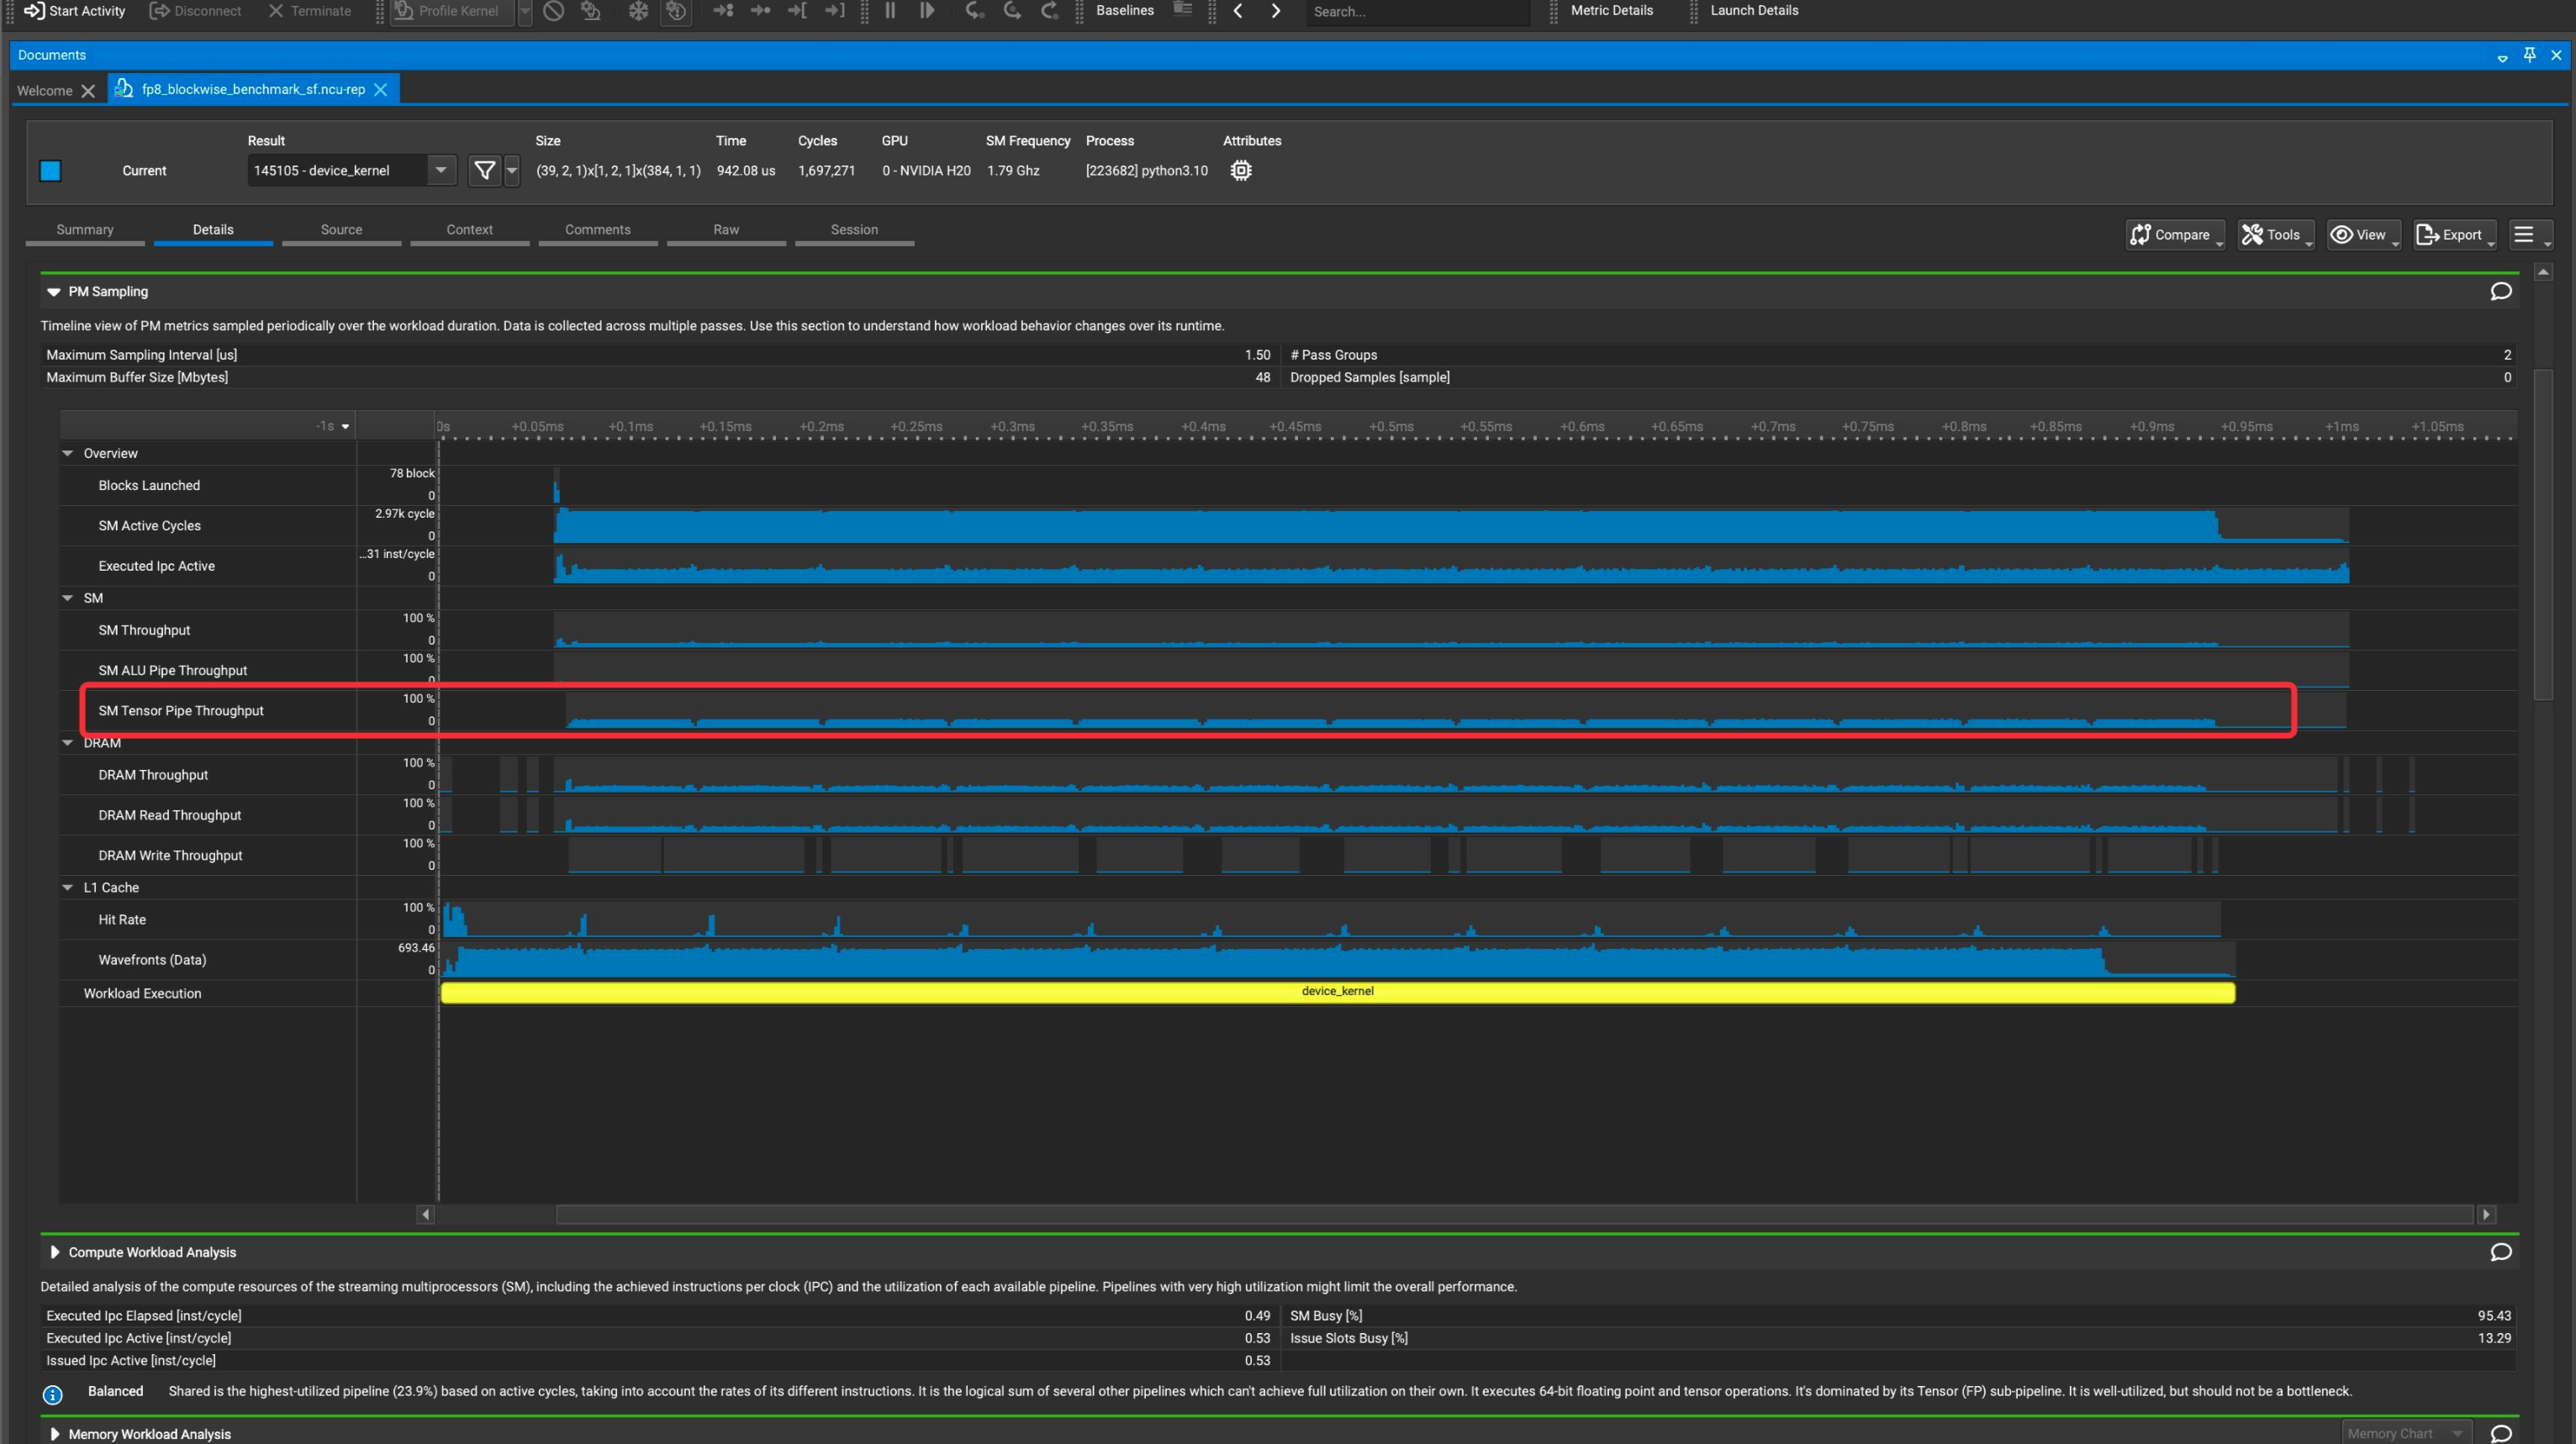 Start Activity Disconnect Terminate Profile Kernel Baselines Search... Metric Details Launch Details
Documents
Welcome fp8_blockwise_benchmark_sf.ncu-rep
Result Size Time Cycles GPU SM Frequency Process Attributes
Current 145105 - device_kernel (39, 2, 1)x[1, 2, 1]x(384, 1, 1) 942.08 us 1,697,271 0 - NVIDIA H20 1.79 Ghz [223682] python3.10
Summary Details Source Context Comments Raw Session Compare Tools View Export
PM Sampling
Timeline view of PM metrics sampled periodically over the workload duration. Data is collected across multiple passes. Use this section to understand how workload behavior changes over its runtime.
Maximum Sampling Interval [us] 1.50 # Pass Groups 2
Maximum Buffer Size [Mbytes] 48 Dropped Samples [sample] 0
-1s 0s +0.05ms +0.1ms +0.15ms +0.2ms +0.25ms +0.3ms +0.35ms +0.4ms +0.45ms +0.5ms +0.55ms +0.6ms +0.65ms +0.7ms +0.75ms +0.8ms +0.85ms +0.9ms +0.95ms +1ms +1.05ms
Overview
78 block
Blocks Launched
0
2.97k cycle
SM Active Cycles
0
...31 inst/cycle
Executed Ipc Active
0
SM
100 %
SM Throughput
0
100 %
SM ALU Pipe Throughput
0
100 %
SM Tensor Pipe Throughput
0
DRAM
100 %
DRAM Throughput
0
100 %
DRAM Read Throughput
0
100 %
DRAM Write Throughput
0
L1 Cache
100 %
Hit Rate
0
693.46
Wavefronts (Data)
0
Workload Execution device_kernel
Compute Workload Analysis
Detailed analysis of the compute resources of the streaming multiprocessors (SM), including the achieved instructions per clock (IPC) and the utilization of each available pipeline. Pipelines with very high utilization might limit the overall performance.
Executed Ipc Elapsed [inst/cycle] 0.49 SM Busy [%] 95.43
Executed Ipc Active [inst/cycle] 0.53 Issue Slots Busy [%] 13.29
Issued Ipc Active [inst/cycle] 0.53
Balanced Shared is the highest-utilized pipeline (23.9%) based on active cycles, taking into account the rates of its different instructions. It is the logical sum of several other pipelines which can't achieve full utilization on their own. It executes 64-bit floating point and tensor operations. It's dominated by its Tensor (FP) sub-pipeline. It is well-utilized, but should not be a bottleneck.
Memory Workload Analysis Memory Chart